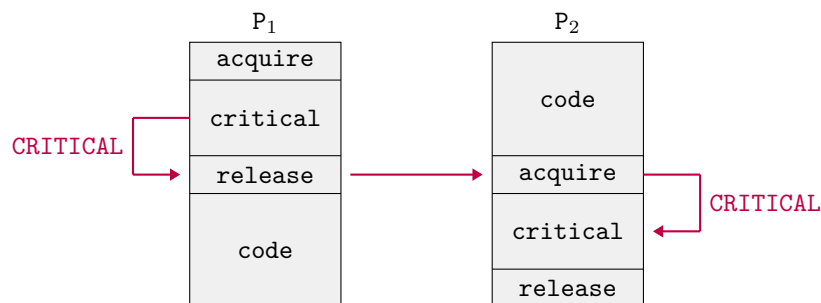 P₁
acquire
critical
CRITICAL
release
code
P₂
code
acquire
CRITICAL
critical
release